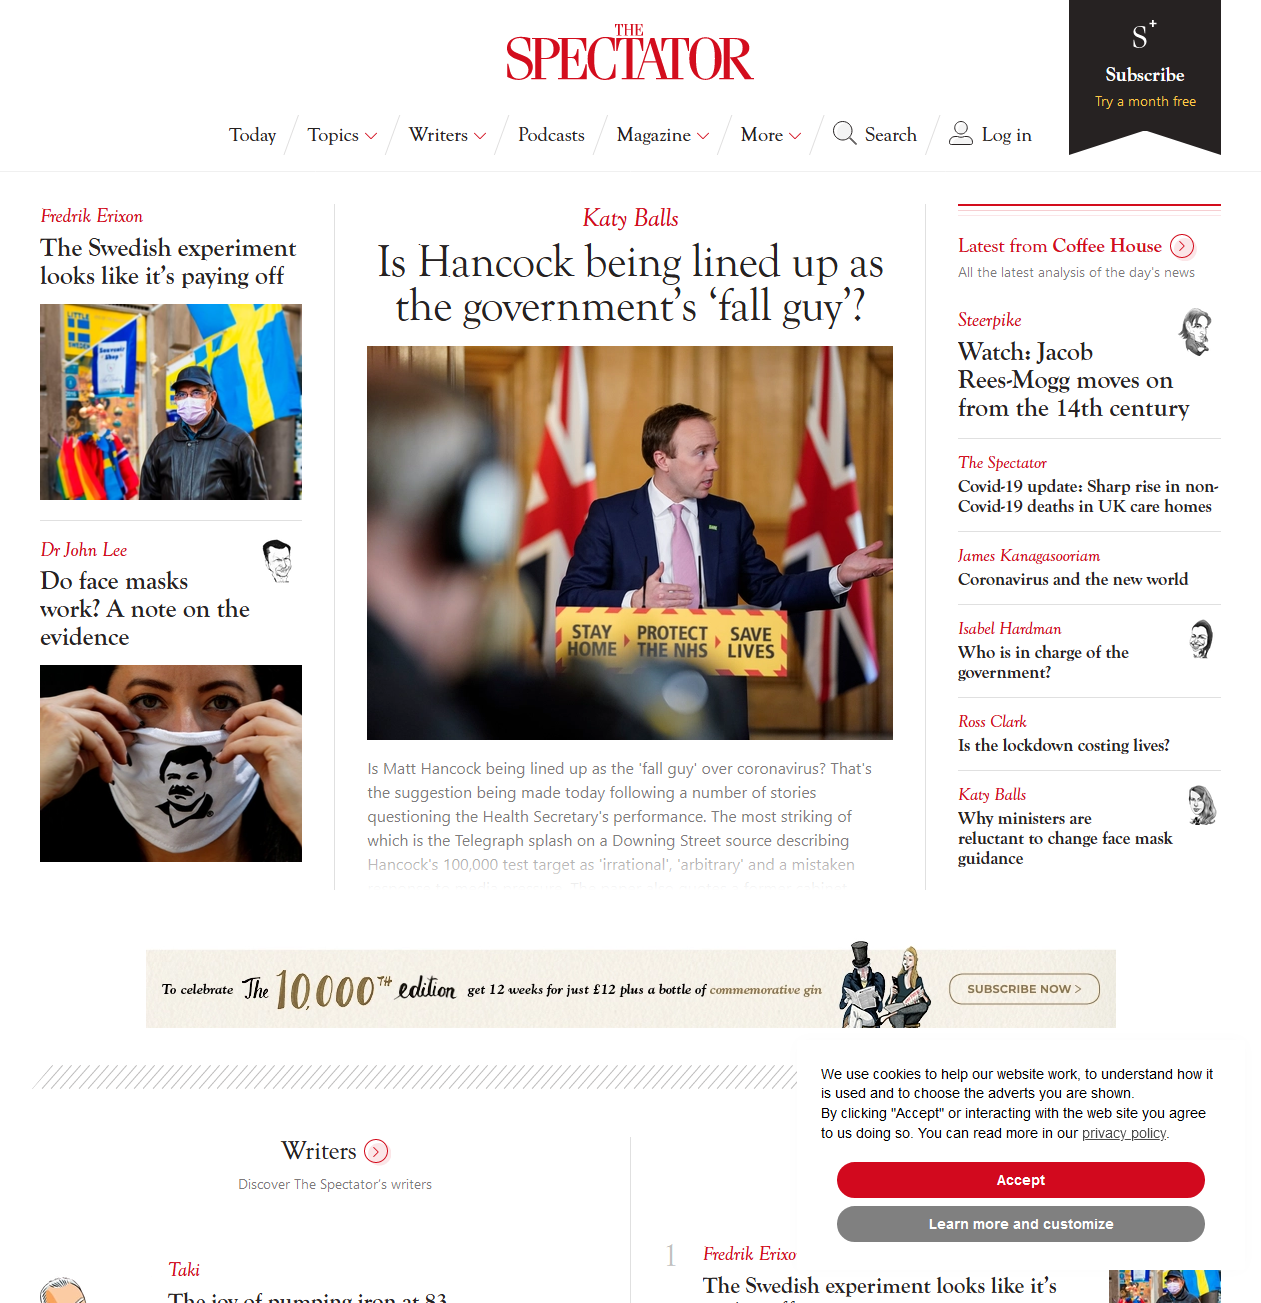 THE
SPECTATOR
S+
Subscribe
Try a month free
Today
Topics
Writers
Podcasts
Magazine
More
Search
Log in
Fredrik Erixon
The Swedish experiment
looks like it's paying off
LITTLE
SWEDEN
Souvenir
Shop
Dr John Lee
Do face masks
work? A note on the
evidence
Katy Balls
Is Hancock being lined up as
the government's 'fall guy'?
STAY
HOME
PROTECT
THE NHS
SAVE
LIVES
Is Matt Hancock being lined up as the 'fall guy' over coronavirus? That's
the suggestion being made today following a number of stories
questioning the Health Secretary's performance. The most striking of
which is the Telegraph splash on a Downing Street source describing
Hancock's 100,000 test target as 'irrational', 'arbitrary' and a mistaken
Latest from Coffee House
All the latest analysis of the day's news
Steerpike
Watch: Jacob
Rees-Mogg moves on
from the 14th century
The Spectator
Covid-19 update: Sharp rise in non-
Covid-19 deaths in UK care homes
James Kanagasooriam
Coronavirus and the new world
Isabel Hardman
Who is in charge of the
government?
Ross Clark
Is the lockdown costing lives?
Katy Balls
Why ministers are
reluctant to change face mask
guidance
To celebrate The 10,000TH edition get 12 weeks for just £12 plus a bottle of commemorative gin
SUBSCRIBE NOW >
Writers
Discover The Spectator's writers
Taki
The joy of pumping iron at 83
1
Fredrik Erixo
The Swedish experiment looks like it's
We use cookies to help our website work, to understand how it
is used and to choose the adverts you are shown.
By clicking "Accept" or interacting with the web site you agree
to us doing so. You can read more in our privacy policy.
Accept
Learn more and customize